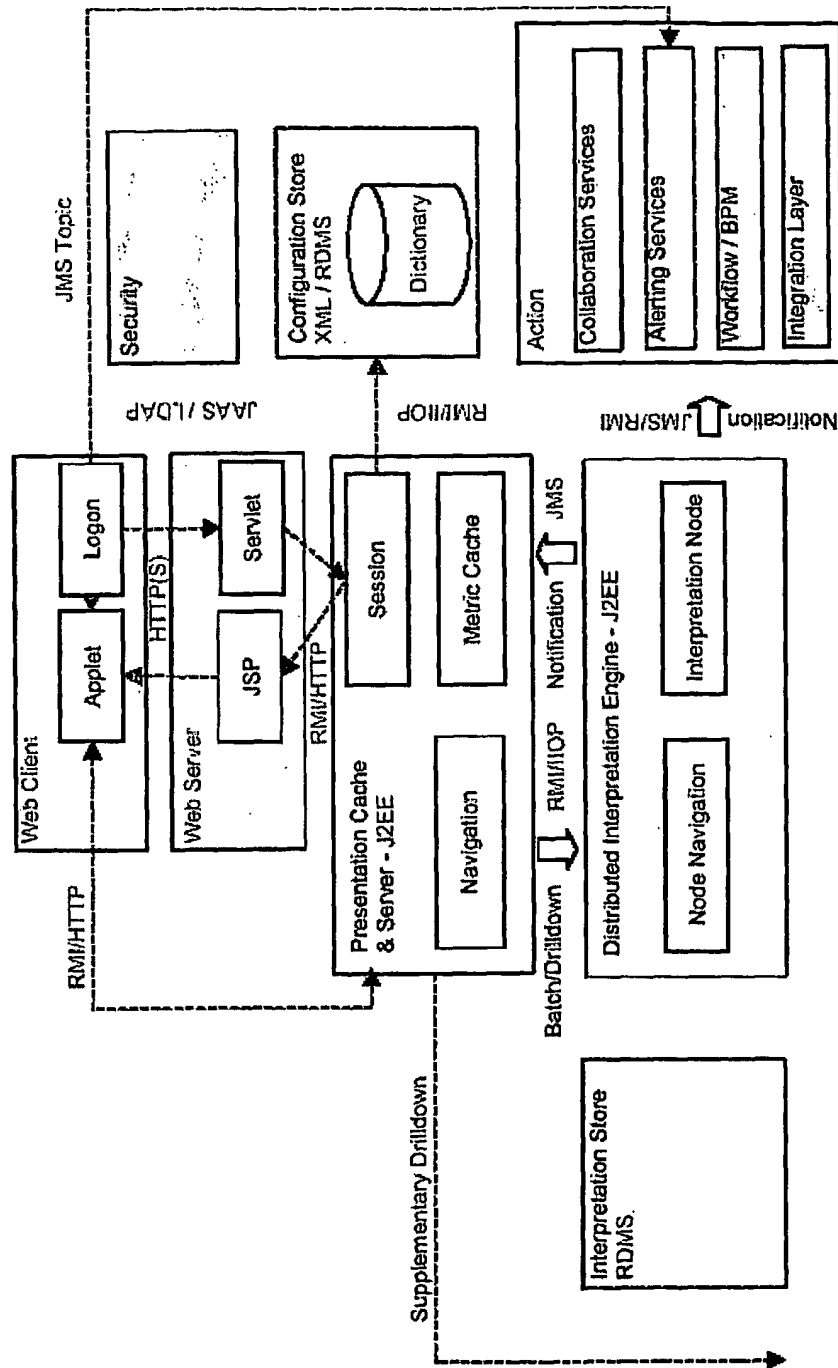 JMS Topic
RMI/HTTP
Web Client
Applet
Logon
HTTP(S)
Web Server
JSP
Servlet
RMI/HTTP
JAAS / LDAP
Security
Presentation Cache
& Server - J2EE
Session
Navigation
Metric Cache
RMI/IIOP
Configuration Store
XML / RDMS
Dictionary
Supplementary Drilldown
Batch/Drilldown
RMI/IIOP
Notification
JMS
Interpretation Store
RDMS.
Distributed Interpretation Engine - J2EE
Node Navigation
Interpretation Node
JMS/RMI
Notification
Action
Collaboration Services
Alerting Services
Workflow / BPM
Integration Layer